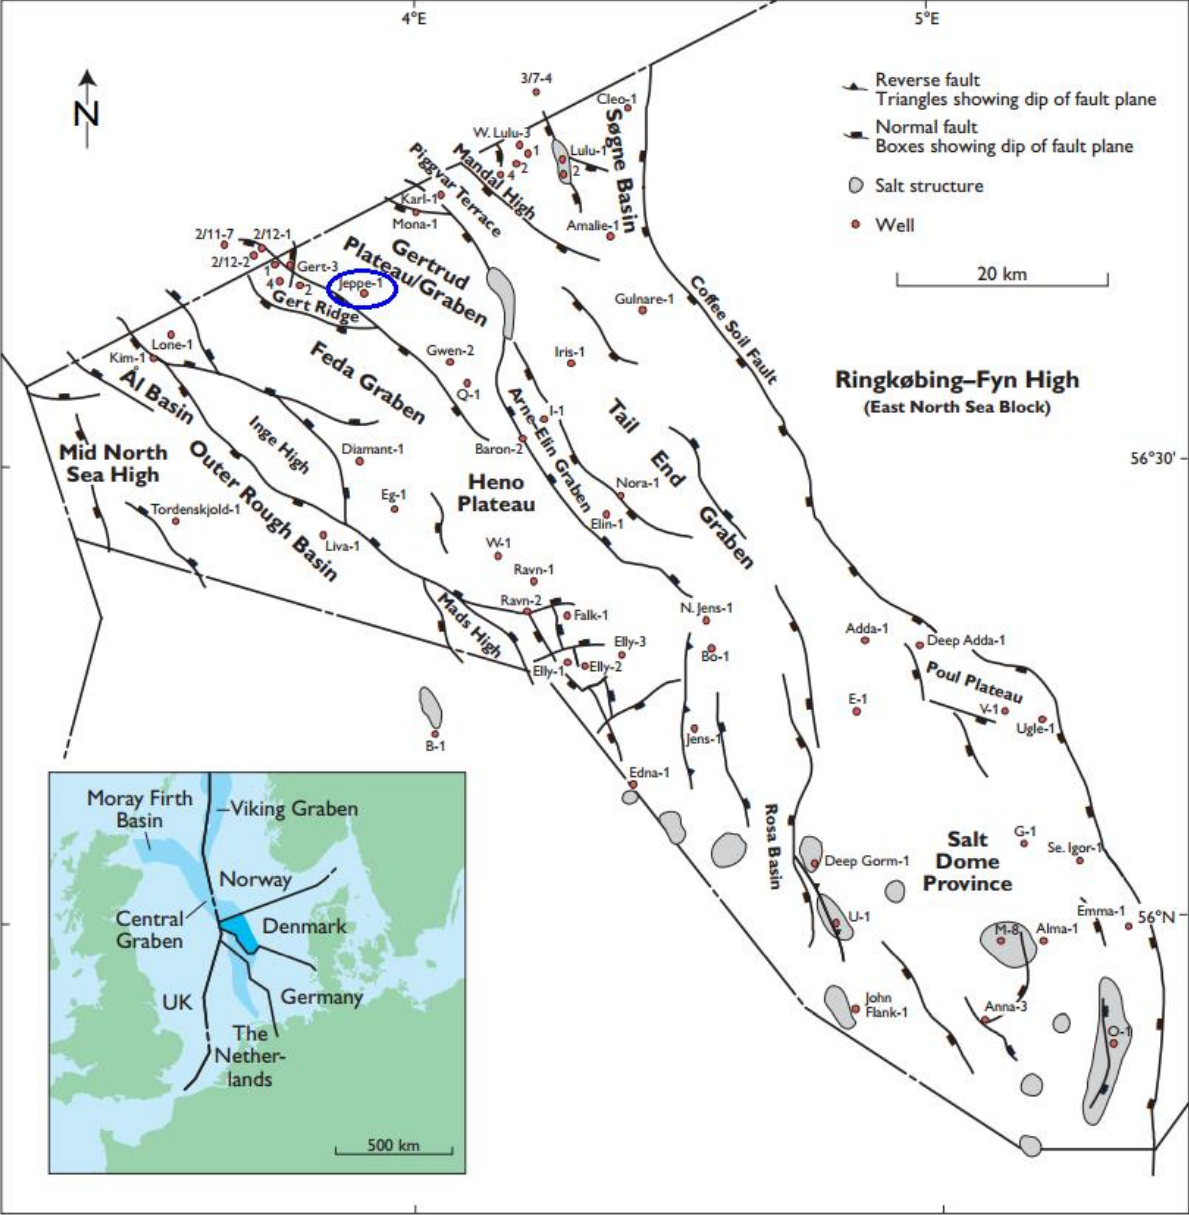 4°E
5°E
N
Reverse fault
Triangles showing dip of fault plane
Normal fault
Boxes showing dip of fault plane
Salt structure
Well
20 km
3/7-4
Cleo-1
Søgne Basin
W. Lulu-3
1
2
4
Lulu-1
2
Piggvar Terrace
Mandal High
Karl-1
Mona-1
Amalie-1
2/11-7
2/12-1
2/12-2
1
Gert-3
4
2
Jeppe-1
Gert Ridge
Gertrud
Plateau/Graben
Gulnare-1
Coffee Soil Fault
Lone-1
Kim-1
Ål Basin
Feda Graben
Gwen-2
Q-1
Iris-1
Ringkøbing–Fyn High
(East North Sea Block)
Arne-Elin Graben
I-1
Tail
End
Graben
Inge High
Diamant-1
Baron-2
Mid North
Sea High
Outer Rough Basin
56°30'
Heno
Plateau
Eg-1
Nora-1
Elin-1
Tordenskjold-1
Liva-1
W-1
Ravn-1
Ravn-2
Falk-1
Mads High
N. Jens-1
Bo-1
Elly-3
Elly-1
Elly-2
Adda-1
Deep Adda-1
Poul Plateau
E-1
V-1
Ugle-1
B-1
Jens-1
Edna-1
Rosa Basin
Deep Gorm-1
Salt
Dome
Province
G-1
Se. Igor-1
U-1
M-8
Alma-1
Emma-1
56°N
John
Flank-1
Anna-3
O-1
Moray Firth
Basin
Viking Graben
Norway
Central
Graben
Denmark
UK
Germany
The
Nether-
lands
500 km